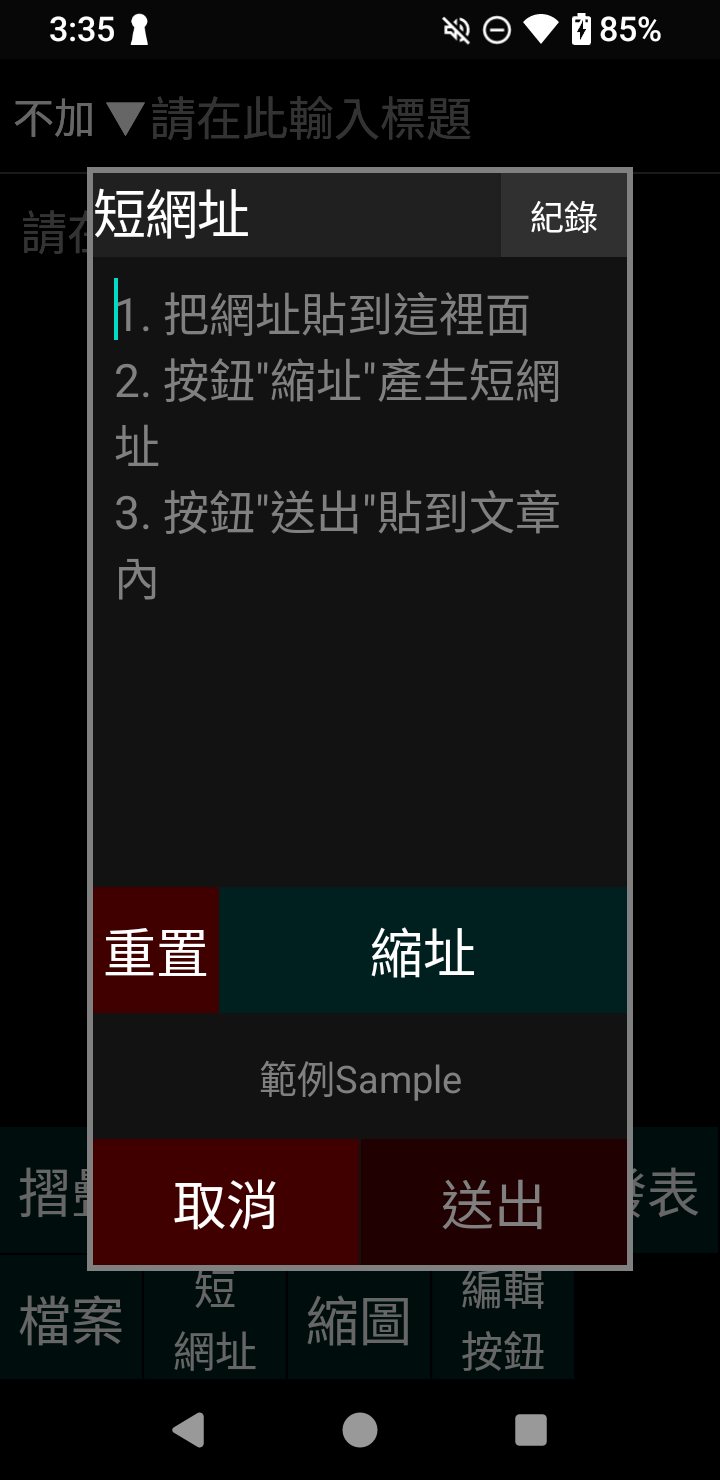 3:35 85%
不加 ▼ 請在此輸入標題
請在
短網址 紀錄
1. 把網址貼到這裡面
2. 按鈕"縮址"產生短網
址
3. 按鈕"送出"貼到文章
內
重置 縮址
範例Sample
取消 送出
摺 表
檔案 短 縮圖 編輯
網址 按鈕